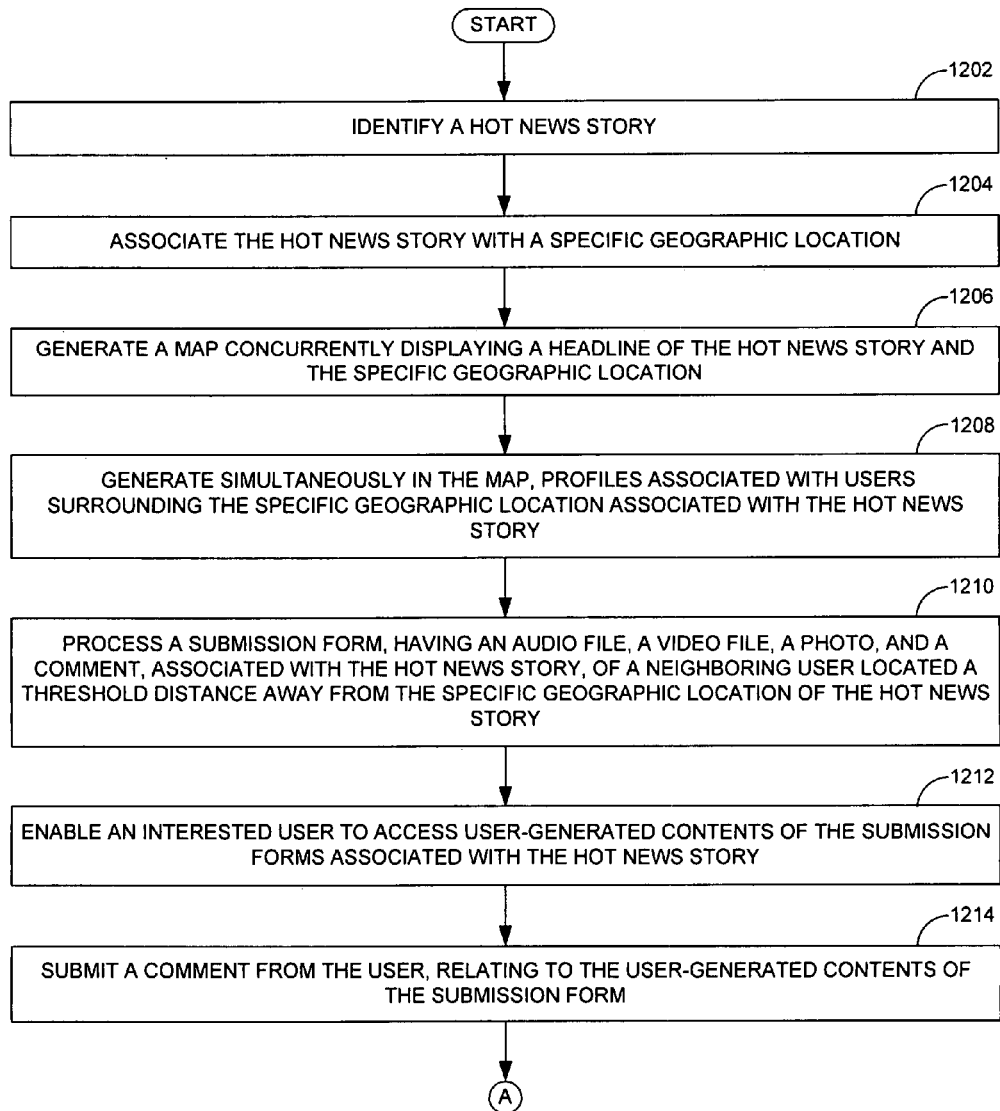 START
1202
IDENTIFY A HOT NEWS STORY
1204
ASSOCIATE THE HOT NEWS STORY WITH A SPECIFIC GEOGRAPHIC LOCATION
1206
GENERATE A MAP CONCURRENTLY DISPLAYING A HEADLINE OF THE HOT NEWS STORY AND
THE SPECIFIC GEOGRAPHIC LOCATION
1208
GENERATE SIMULTANEOUSLY IN THE MAP, PROFILES ASSOCIATED WITH USERS
SURROUNDING THE SPECIFIC GEOGRAPHIC LOCATION ASSOCIATED WITH THE HOT NEWS
STORY
1210
PROCESS A SUBMISSION FORM, HAVING AN AUDIO FILE, A VIDEO FILE, A PHOTO, AND A
COMMENT, ASSOCIATED WITH THE HOT NEWS STORY, OF A NEIGHBORING USER LOCATED A
THRESHOLD DISTANCE AWAY FROM THE SPECIFIC GEOGRAPHIC LOCATION OF THE HOT NEWS
STORY
1212
ENABLE AN INTERESTED USER TO ACCESS USER-GENERATED CONTENTS OF THE SUBMISSION
FORMS ASSOCIATED WITH THE HOT NEWS STORY
1214
SUBMIT A COMMENT FROM THE USER, RELATING TO THE USER-GENERATED CONTENTS OF
THE SUBMISSION FORM
A